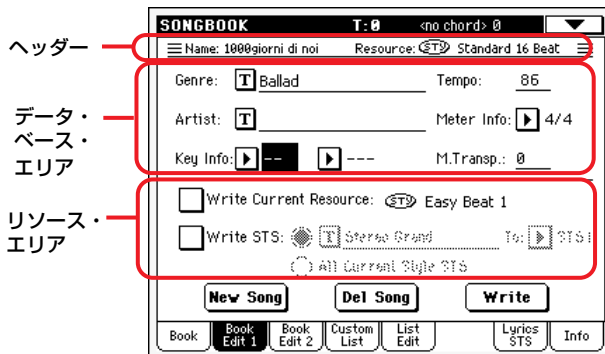 SONGBOOK T:0 <no chord> 0
ヘッダー
Name: 1000giorni di noi Resource: STY Standard 16 Beat
Genre: T Ballad Tempo: 86
データ・
ベース・
エリア
Artist: T Meter Info: 4/4
Key Info: -- --- M.Transp.: 0
リソース・
エリア
Write Current Resource: STY Easy Beat 1
Write STS: T Stereo Grand To: STS1
All Current Style STS
New Song Del Song Write
Book Book Edit 1 Book Edit 2 Custom List List Edit Lyrics STS Info